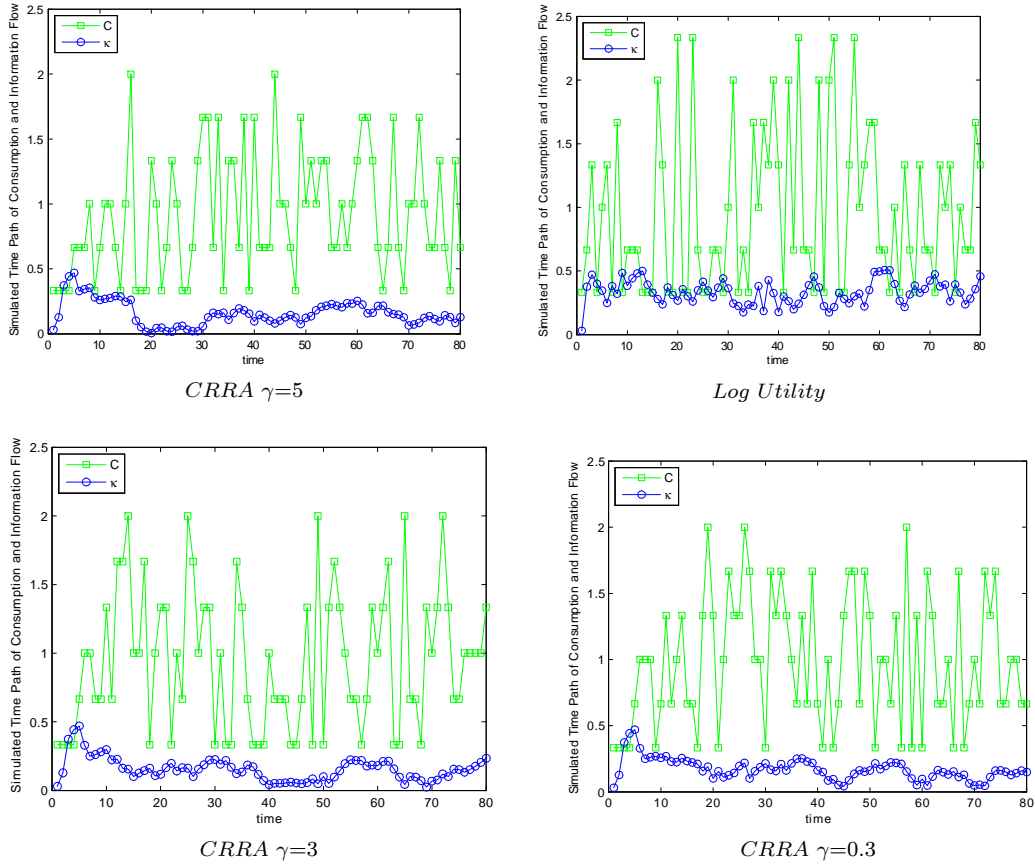 2.5
2
1.5
1
0.5
0
0 10 20 30 40 50 60 70 80
time
Simulated Time Path of Consumption and Information Flow
C
κ
CRRA γ=5
2.5
2
1.5
1
0.5
0
0 10 20 30 40 50 60 70 80
time
Simulated Time Path of Consumption and Information Flow
C
κ
Log Utility
2.5
2
1.5
1
0.5
0
0 10 20 30 40 50 60 70 80
time
Simulated Time Path of Consumption and Information Flow
C
κ
CRRA γ=3
2.5
2
1.5
1
0.5
0
0 10 20 30 40 50 60 70 80
time
Simulated Time Path of Consumption and Information Flow
C
κ
CRRA γ=0.3